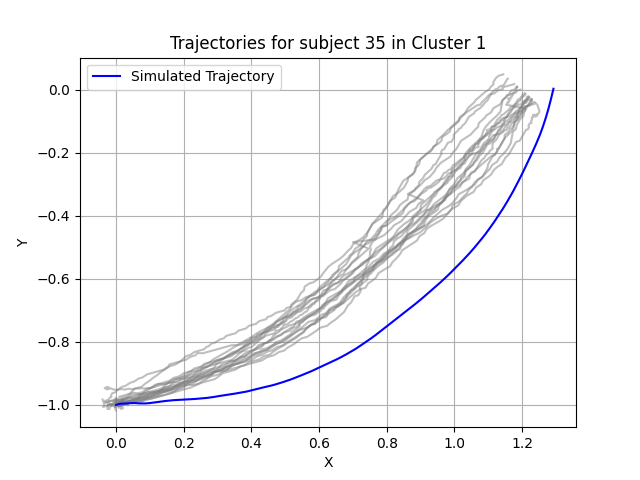 Trajectories for subject 35 in Cluster 1
Simulated Trajectory
Y
0.0
−0.2
−0.4
−0.6
−0.8
−1.0
0.0 0.2 0.4 0.6 0.8 1.0 1.2
X